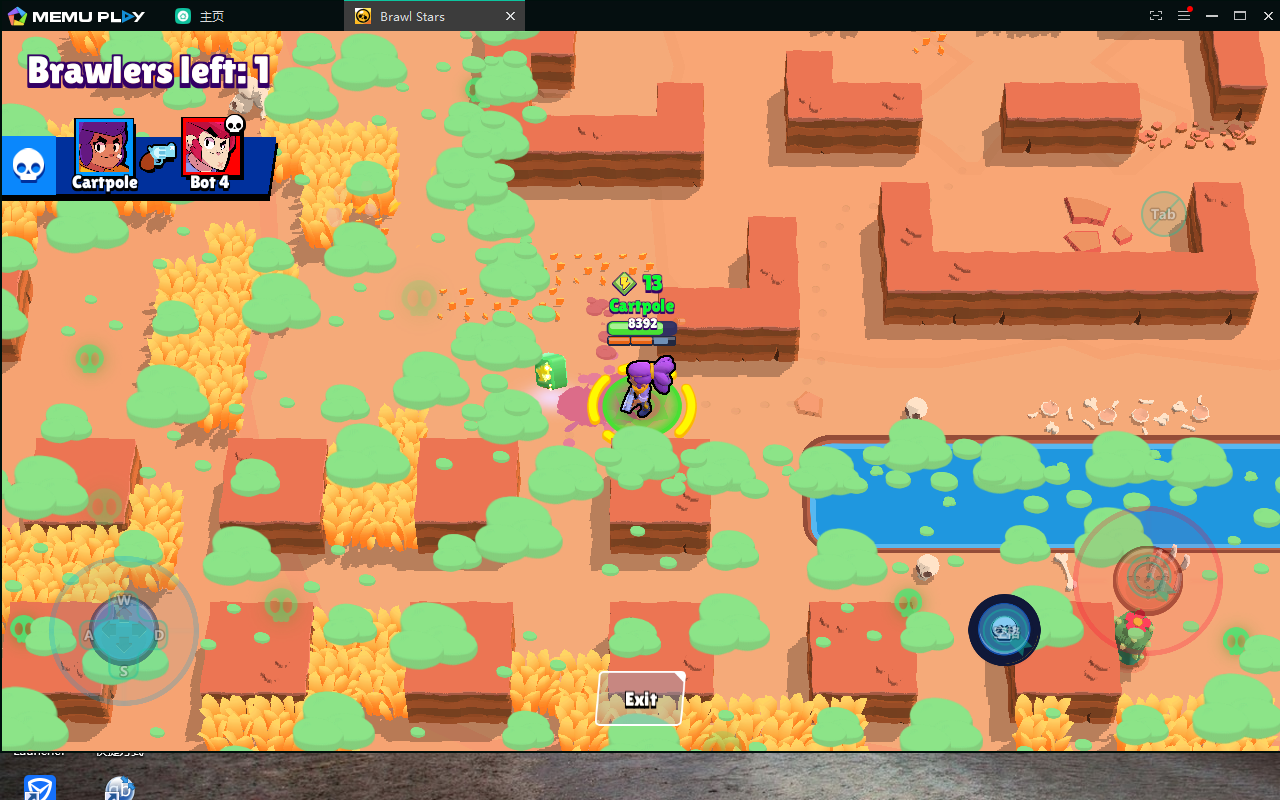 MEMU PLAY
主页
Brawl Stars
Brawlers left: 1
Cartpole
Bot 4
Tab
13
Cartpole
8392
W
A
D
S
Exit